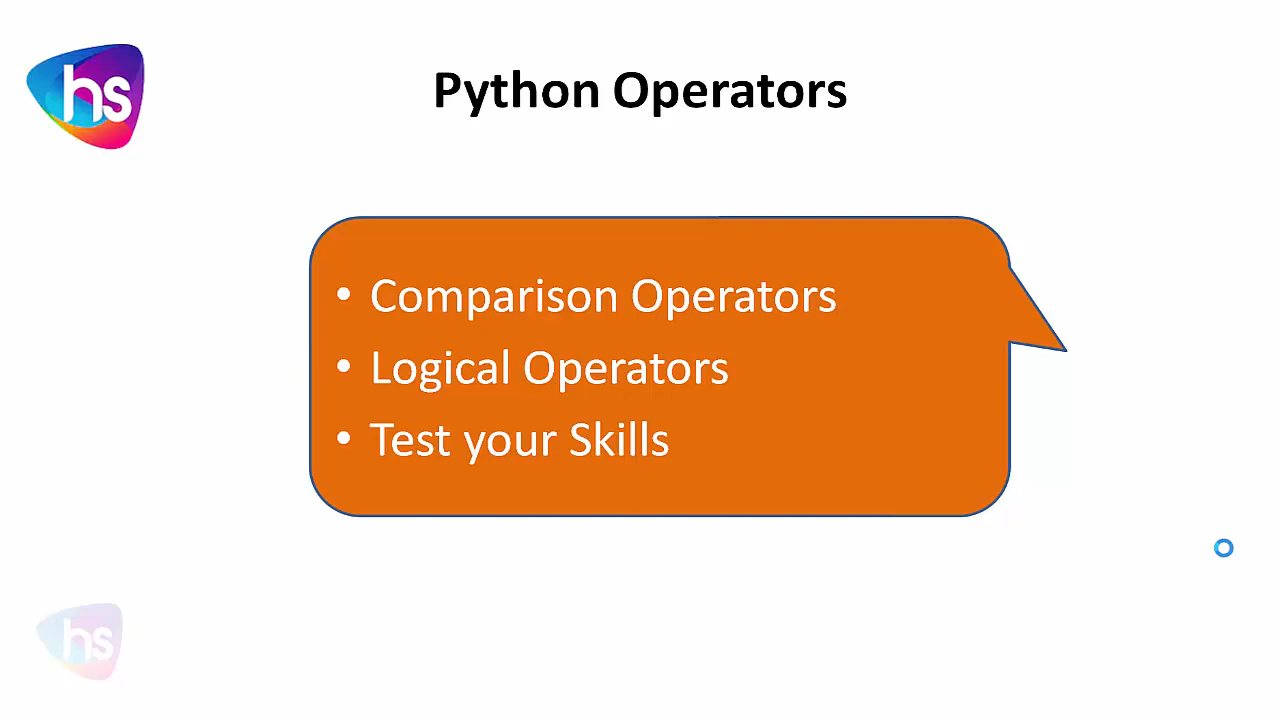 hs
Python Operators
• Comparison Operators
• Logical Operators
• Test your Skills
hs